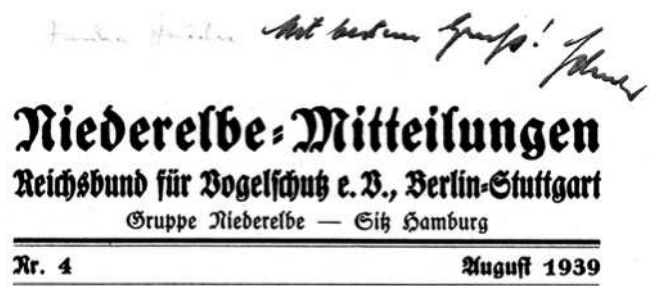 Mit bestem Gruß!
Niederelbe-Mitteilungen
Reichsbund für Vogelschutz e. V., Berlin-Stuttgart
Gruppe Niederelbe — Sitz Hamburg
Nr. 4 August 1939